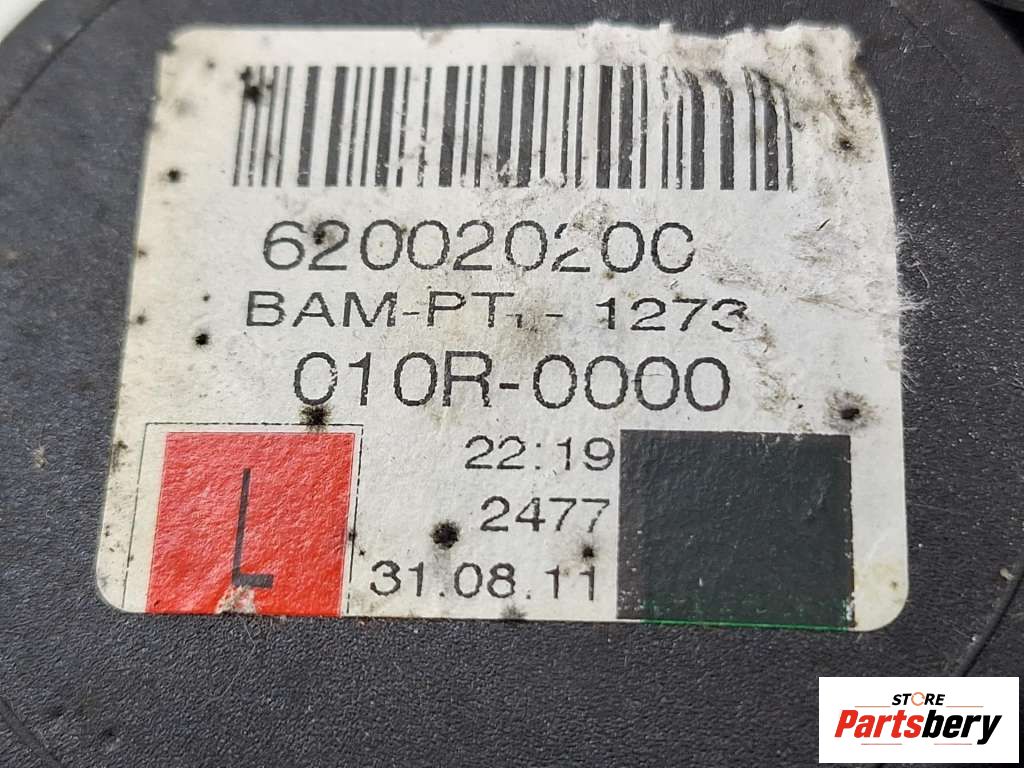 62002020C
BAM-PT - 1273
010R-0000
22:19
2477
L
31.08.11
STORE
Partsbery